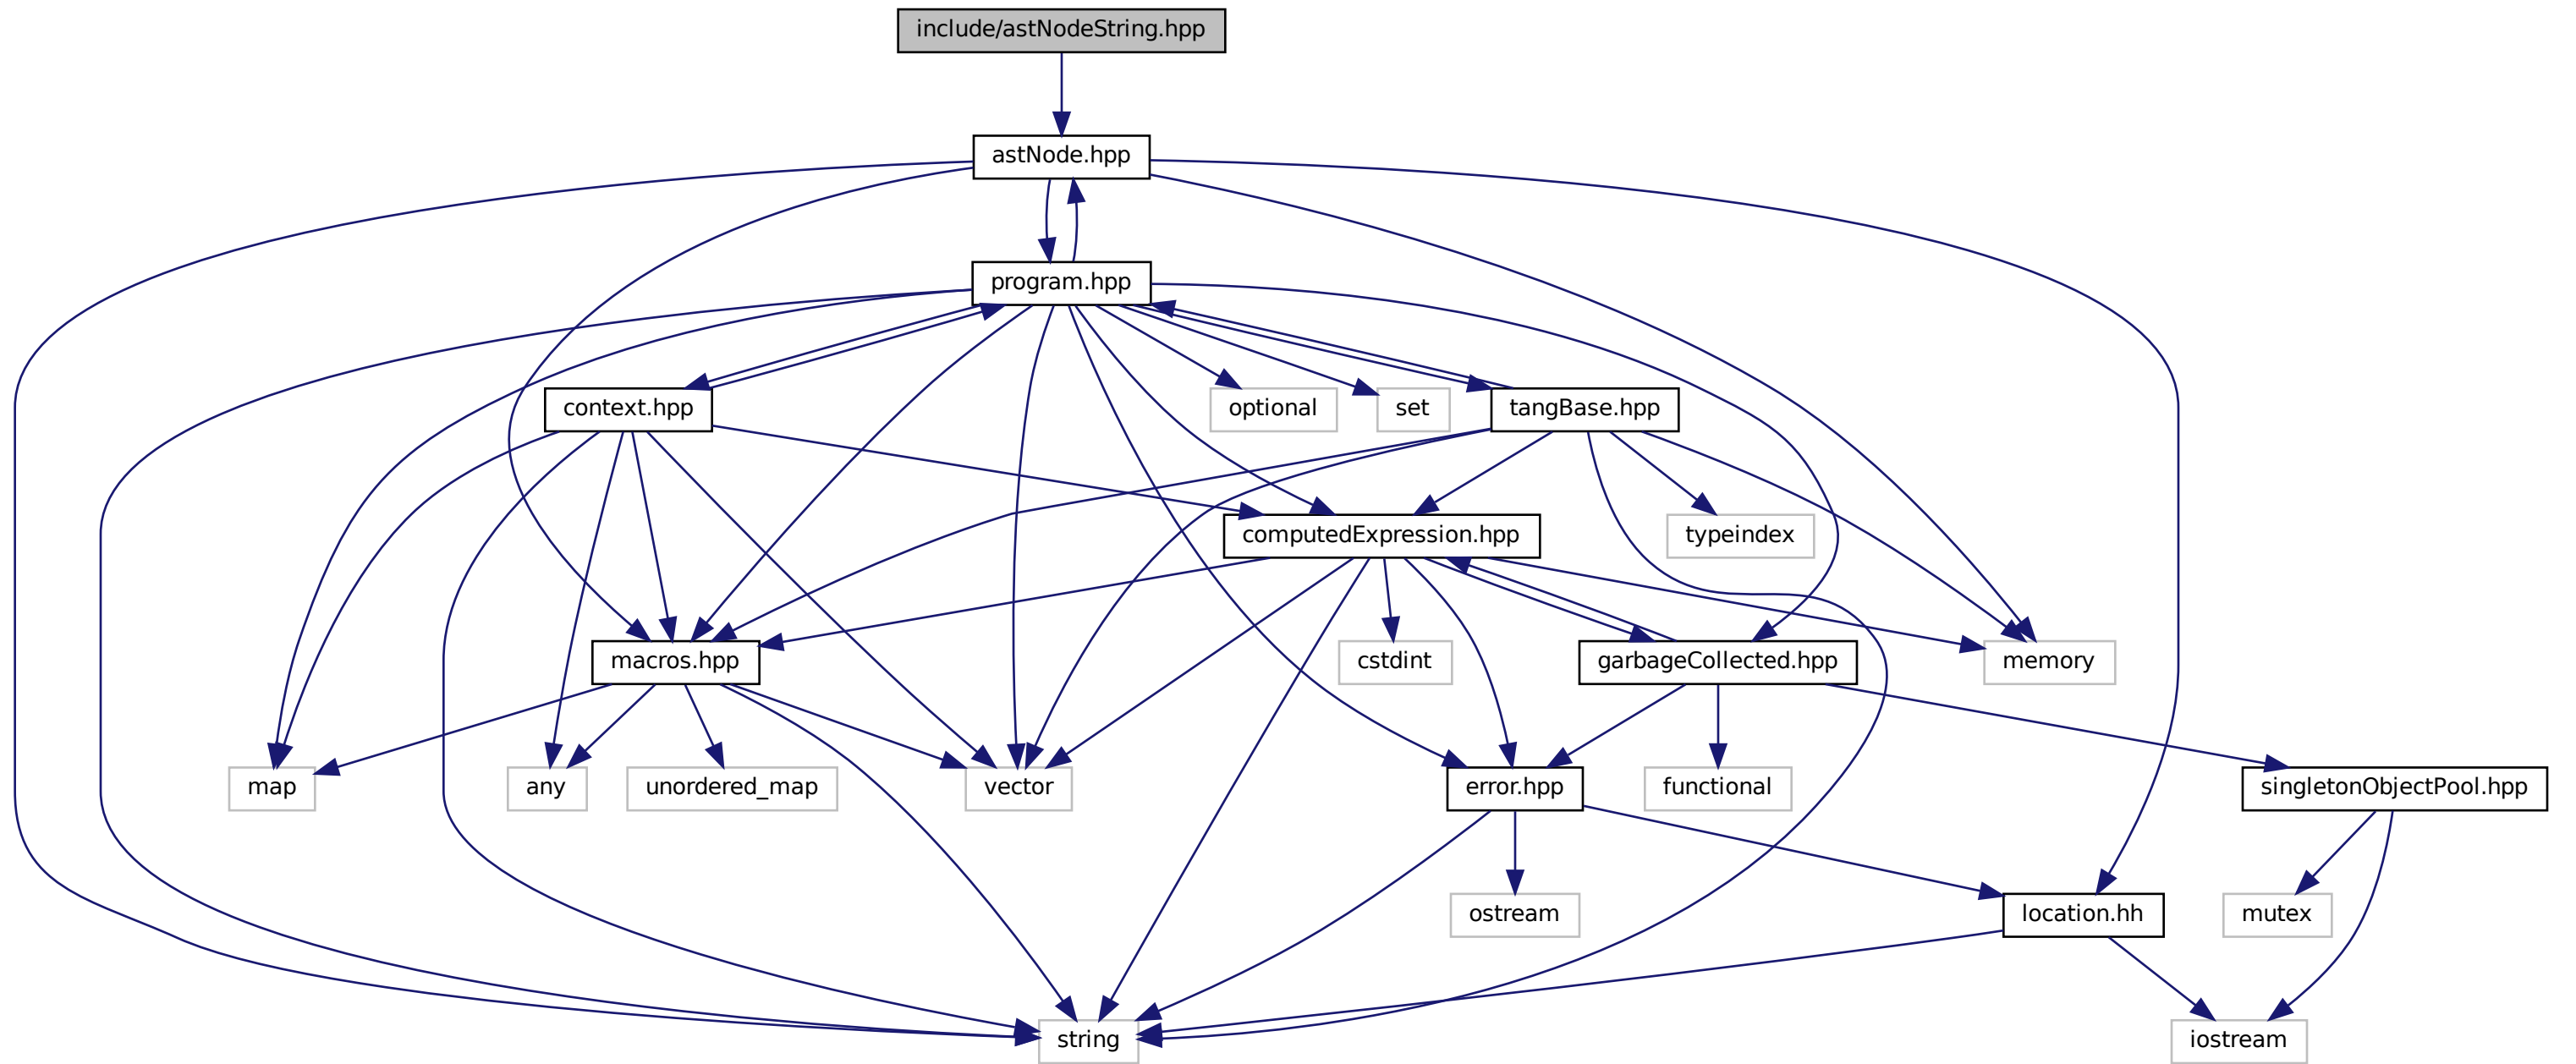 include/astNodeString.hpp
astNode.hpp
program.hpp
context.hpp
optional
set
tangBase.hpp
computedExpression.hpp
typeindex
macros.hpp
cstdint
garbageCollected.hpp
memory
map
any
unordered_map
vector
error.hpp
functional
singletonObjectPool.hpp
ostream
location.hh
mutex
string
iostream